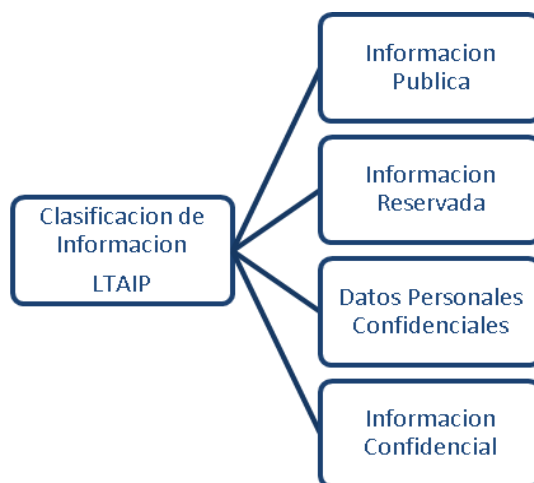 Informacion
Publica
Informacion
Reservada
Clasificacion de
Informacion
LTAIP
Datos Personales
Confidenciales
Informacion
Confidencial